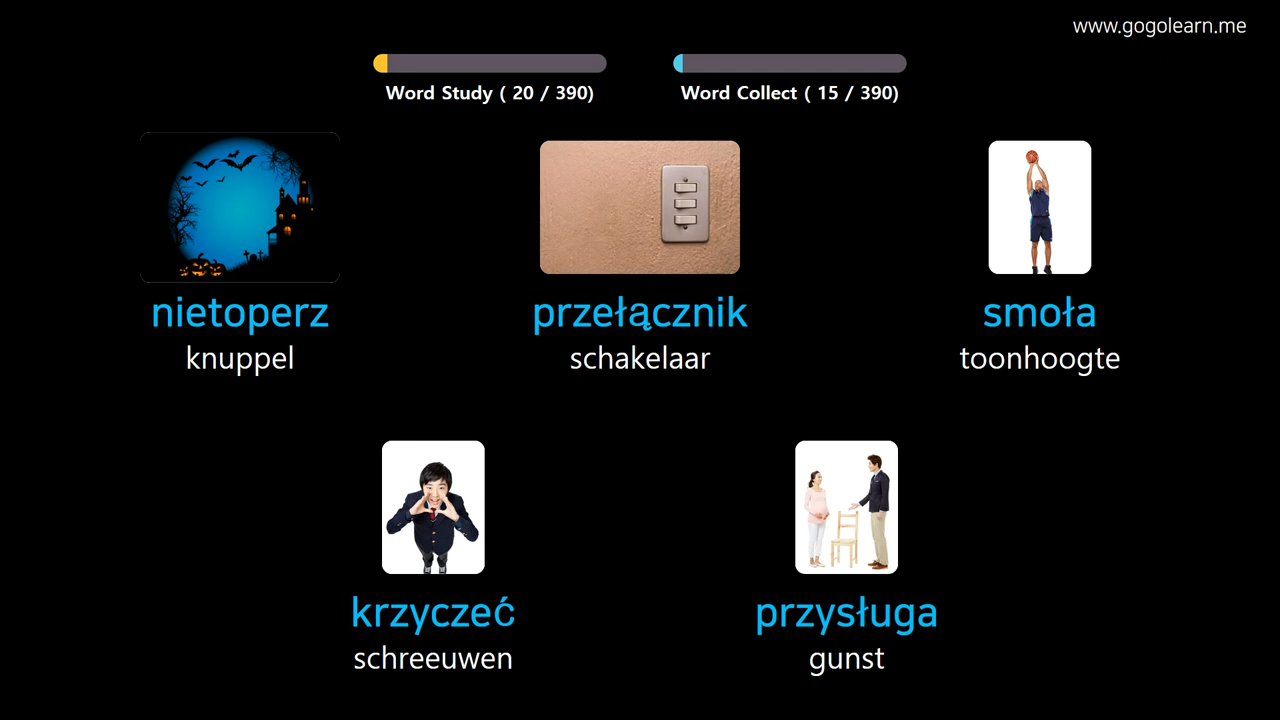 www.gogolearn.me
Word Study ( 20 / 390)
Word Collect ( 15 / 390)
nietoperz
knuppel
przełącznik
schakelaar
smoła
toonhoogte
krzyczeć
schreeuwen
przysługa
gunst